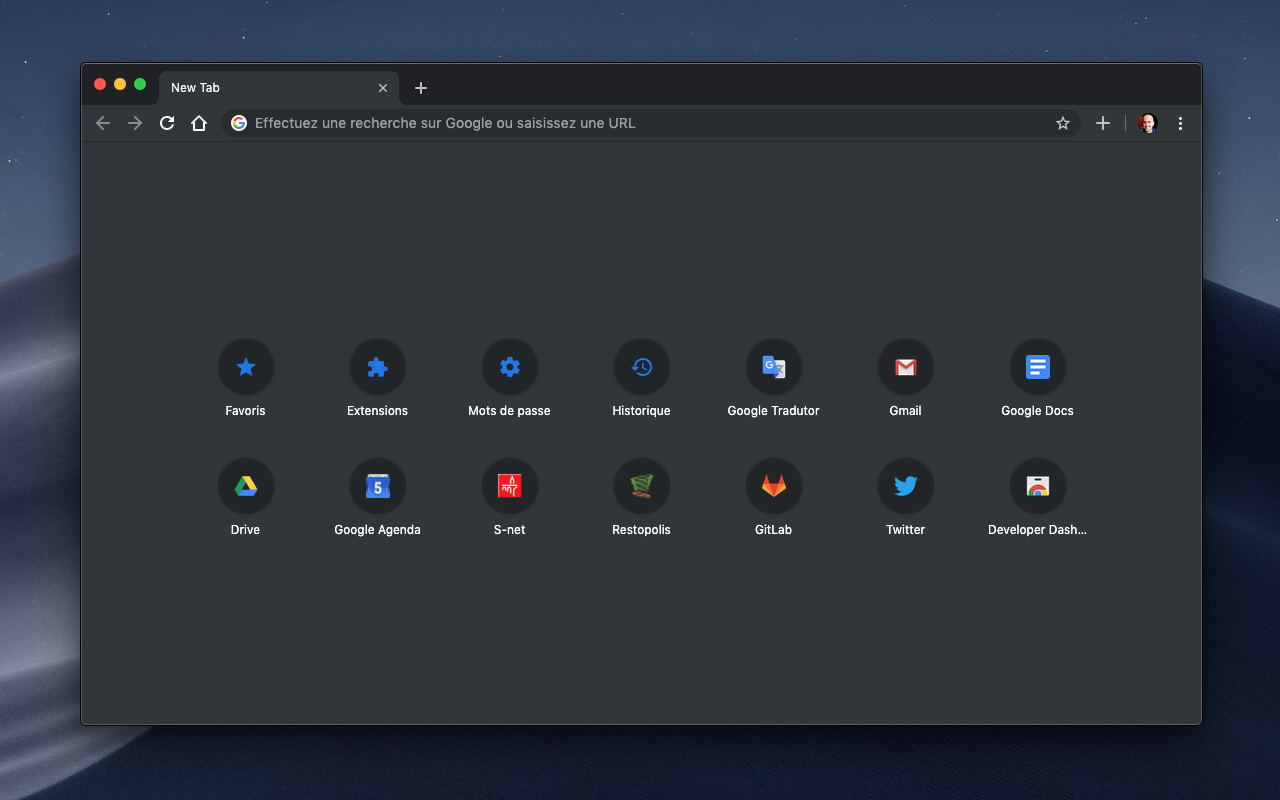 New Tab
Effectuez une recherche sur Google ou saisissez une URL
Favoris
Extensions
Mots de passe
Historique
Google Tradutor
Gmail
Google Docs
5
Drive
Google Agenda
S-net
Restopolis
GitLab
Twitter
Developer Dash...